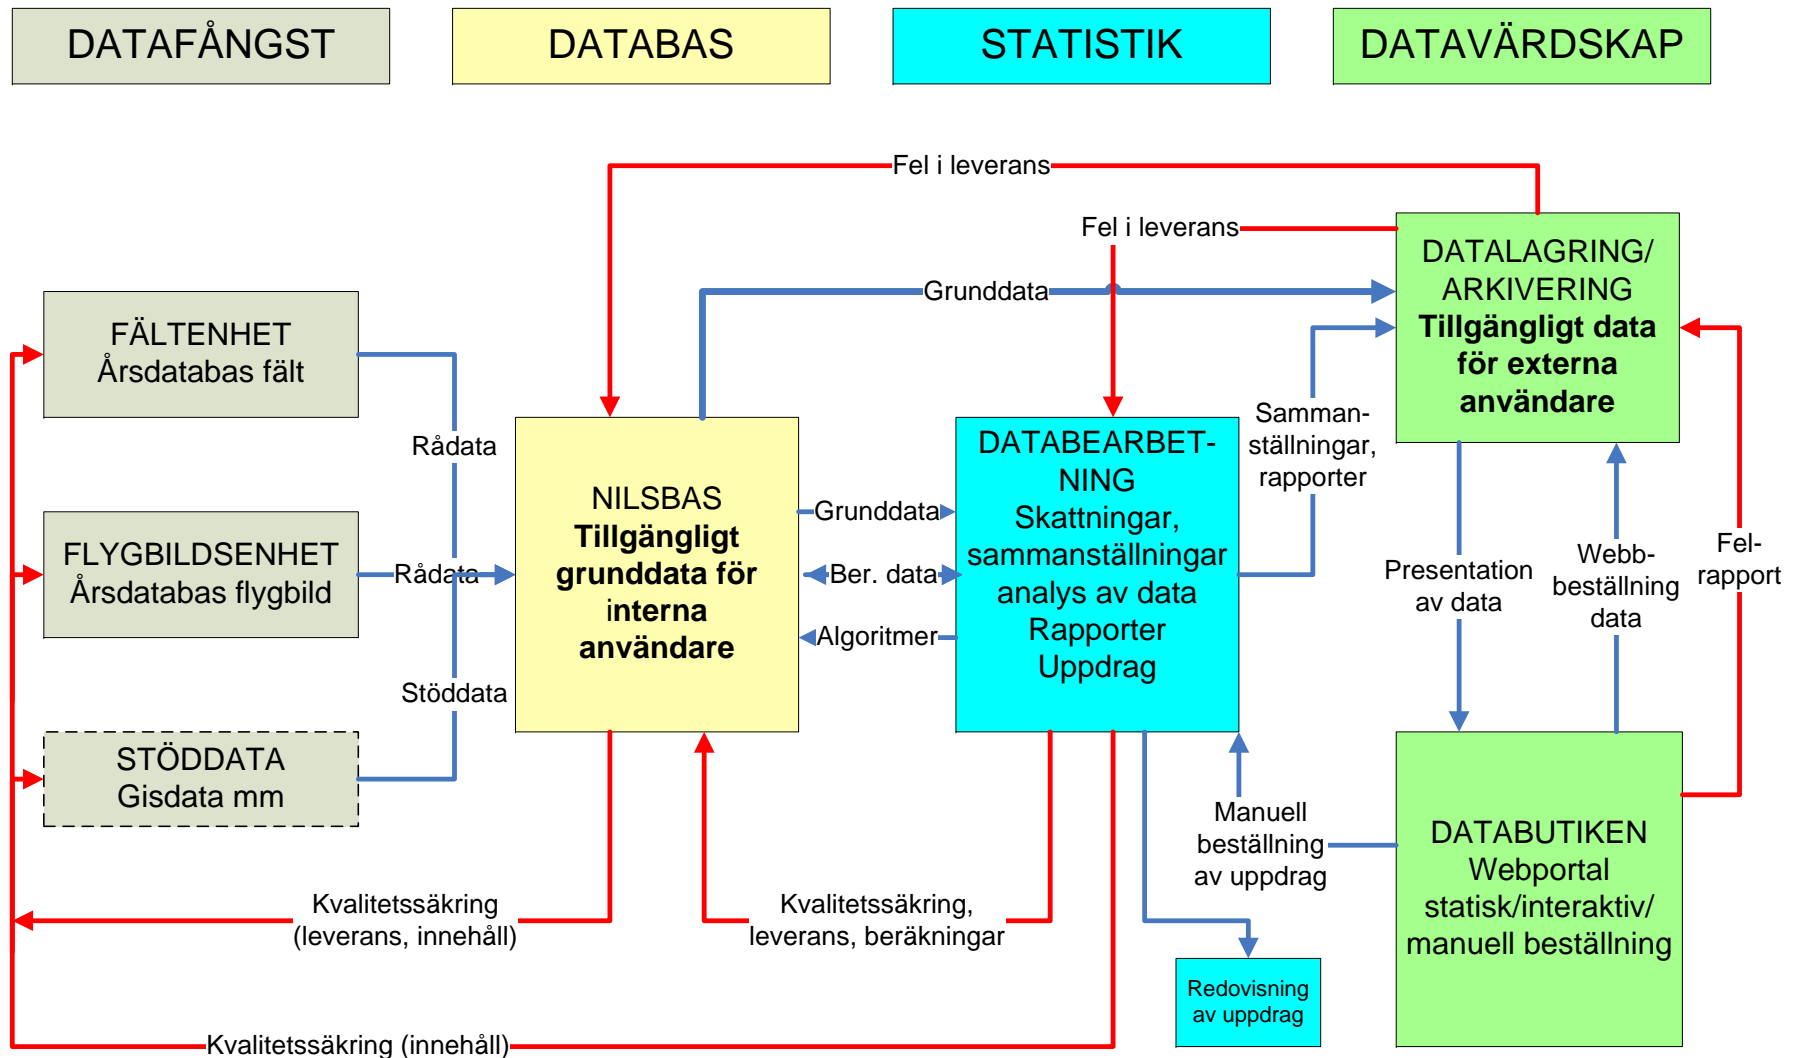 DATAFÅNGST
DATABAS
STATISTIK
DATAVÄRDSKAP
Fel i leverans
Fel i leverans
Grunddata
DATALAGRING/
ARKIVERING
Tillgängligt data
för externa
användare
FÄLTENHET
Årsdatabas fält
Rådata
FLYGBILDSENHET
Årsdatabas flygbild
Rådata
STÖDDATA
Gisdata mm
Stöddata
NILSBAS
Tillgängligt
grunddata för
interna
användare
Grunddata
Ber. data
Algoritmer
DATABEARBET-
NING
Skattningar,
sammanställningar
analys av data
Rapporter
Uppdrag
Samman-
ställningar,
rapporter
Presentation
av data
Webb-
beställning
data
Fel-
rapport
Manuell
beställning
av uppdrag
DATABUTIKEN
Webportal
statisk/interaktiv/
manuell beställning
Kvalitetssäkring
(leverans, innehåll)
Kvalitetssäkring,
leverans, beräkningar
Redovisning
av uppdrag
Kvalitetssäkring (innehåll)